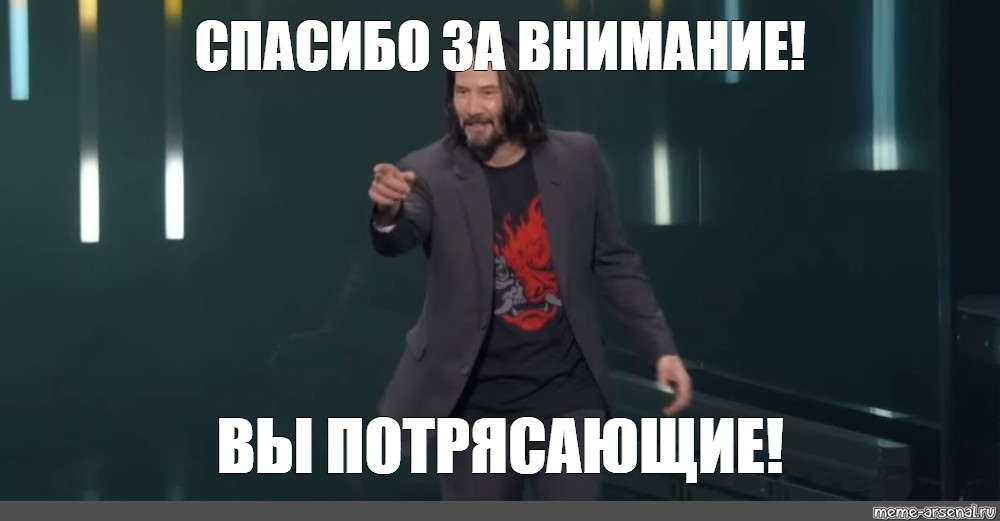 СПАСИБО ЗА ВНИМАНИЕ!
ВЫ ПОТРЯСАЮЩИЕ!
meme-arsenal.ru